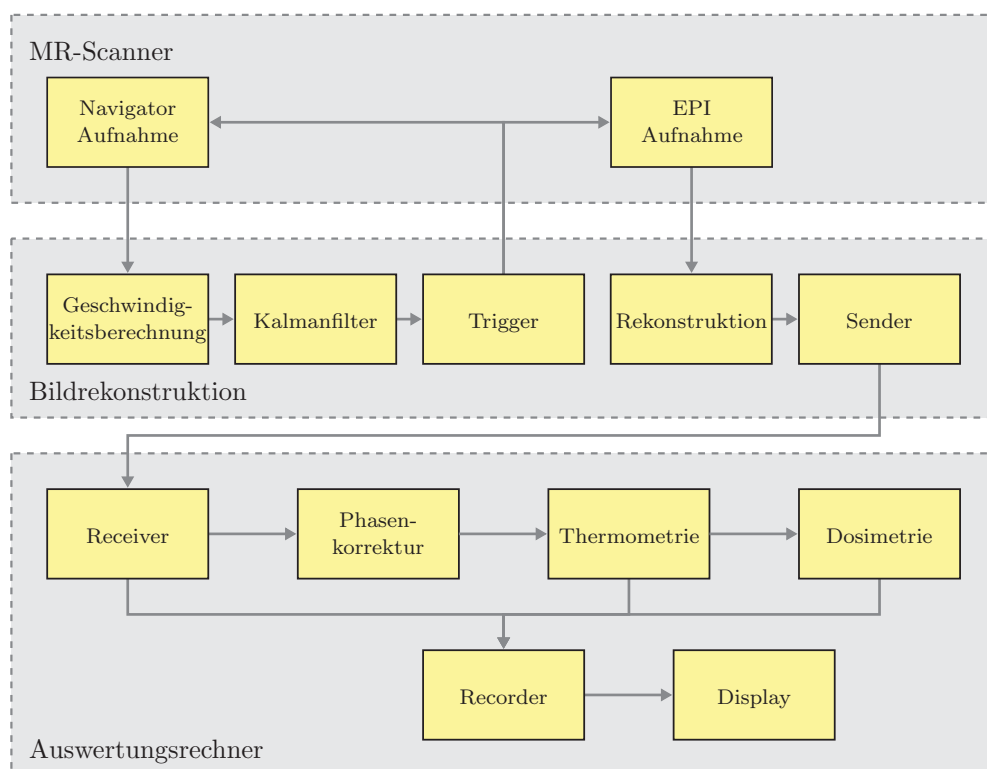 MR-Scanner
Navigator
Aufnahme
EPI
Aufnahme
Geschwindig-
keitsberechnung
Kalmanfilter
Trigger
Rekonstruktion
Sender
Bildrekonstruktion
Receiver
Phasen-
korrektur
Thermometrie
Dosimetrie
Recorder
Display
Auswertungsrechner